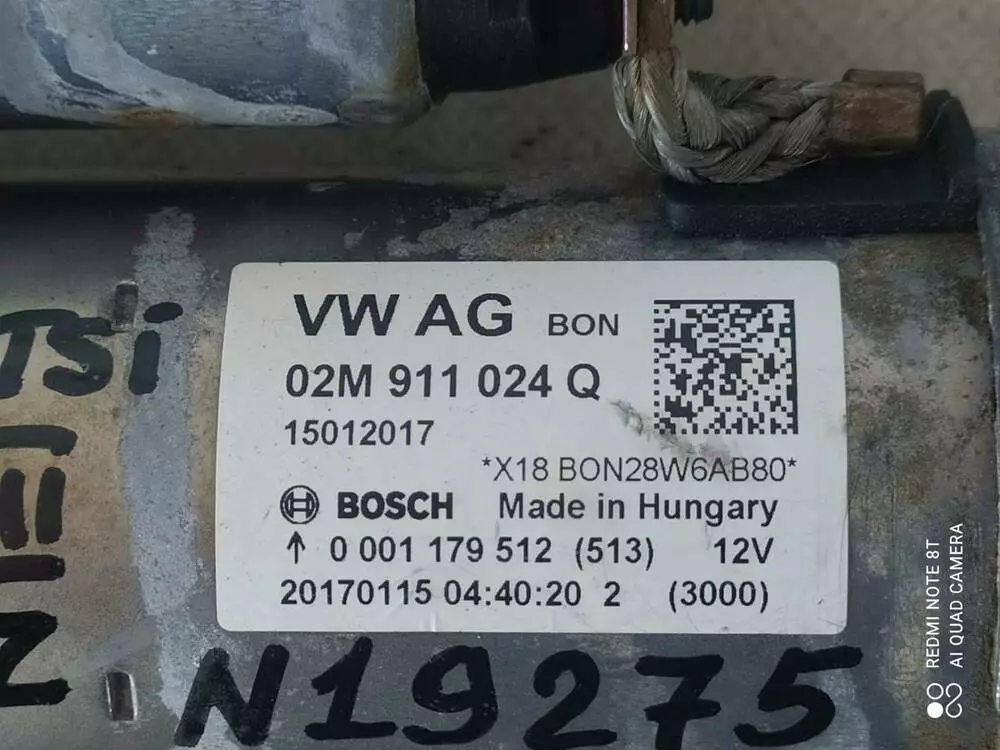 VW AG BON
02M 911 024 Q
15012017
*X18 BON28W6AB80*
BOSCH Made in Hungary
↑ 0 001 179 512 (513) 12V
20170115 04:40:20 2 (3000)
TSi
N19275
REDMI NOTE 8T
AI QUAD CAMERA